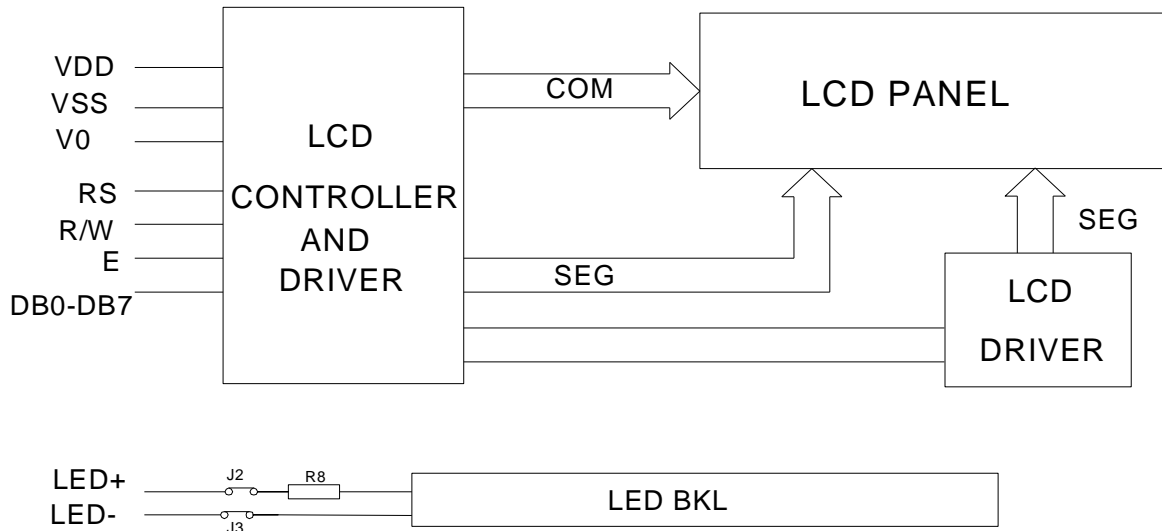 VDD
VSS
V0
RS
R/W
E
DB0-DB7
LCD
CONTROLLER
AND
DRIVER
COM
SEG
LCD PANEL
SEG
LCD
DRIVER
LED+
LED-
J2
J3
R8
LED BKL